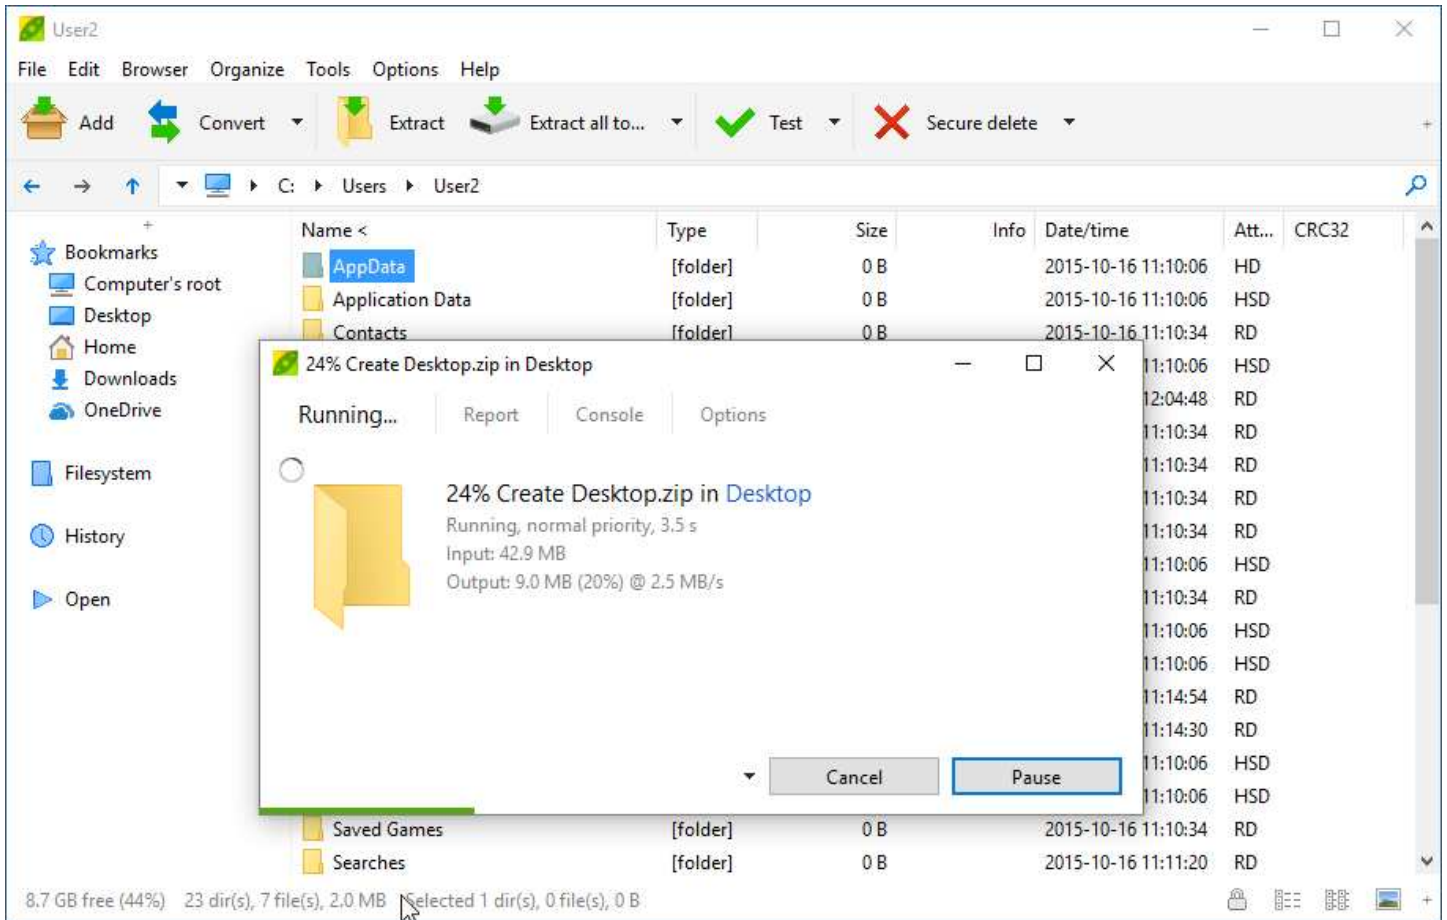 User2
File Edit Browser Organize Tools Options Help
Add Convert Extract Extract all to... Test Secure delete +
C: Users User2
+
Bookmarks
Computer's root
Desktop
Home
Downloads
OneDrive
Filesystem
History
Open
Name < Type Size Info Date/time Att... CRC32
AppData [folder] 0 B 2015-10-16 11:10:06 HD
Application Data [folder] 0 B 2015-10-16 11:10:06 HSD
Contacts [folder] 0 B 2015-10-16 11:10:34 RD
11:10:06 HSD
12:04:48 RD
11:10:34 RD
11:10:34 RD
11:10:34 RD
11:10:34 RD
11:10:06 HSD
11:10:34 RD
11:10:06 HSD
11:10:06 HSD
11:14:54 RD
11:14:30 RD
11:10:06 HSD
11:10:06 HSD
Saved Games [folder] 0 B 2015-10-16 11:10:34 RD
Searches [folder] 0 B 2015-10-16 11:11:20 RD
24% Create Desktop.zip in Desktop
Running... Report Console Options
24% Create Desktop.zip in Desktop
Running, normal priority, 3.5 s
Input: 42.9 MB
Output: 9.0 MB (20%) @ 2.5 MB/s
Cancel Pause
8.7 GB free (44%) 23 dir(s), 7 file(s), 2.0 MB Selected 1 dir(s), 0 file(s), 0 B +